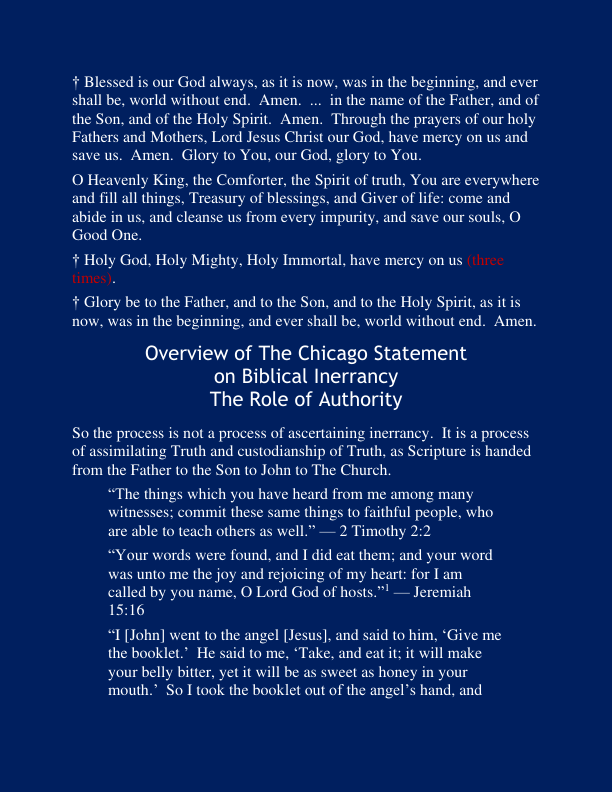 † Blessed is our God always, as it is now, was in the beginning, and ever
shall be, world without end.  Amen.  ...  in the name of the Father, and of
the Son, and of the Holy Spirit.  Amen.  Through the prayers of our holy
Fathers and Mothers, Lord Jesus Christ our God, have mercy on us and
save us.  Amen.  Glory to You, our God, glory to You.
O Heavenly King, the Comforter, the Spirit of truth, You are everywhere
and fill all things, Treasury of blessings, and Giver of life: come and
abide in us, and cleanse us from every impurity, and save our souls, O
Good One.
† Holy God, Holy Mighty, Holy Immortal, have mercy on us (three
times).
† Glory be to the Father, and to the Son, and to the Holy Spirit, as it is
now, was in the beginning, and ever shall be, world without end.  Amen.
Overview of The Chicago Statement
on Biblical Inerrancy
The Role of Authority
So the process is not a process of ascertaining inerrancy.  It is a process
of assimilating Truth and custodianship of Truth, as Scripture is handed
from the Father to the Son to John to The Church.
“The things which you have heard from me among many
witnesses; commit these same things to faithful people, who
are able to teach others as well.” — 2 Timothy 2:2
“Your words were found, and I did eat them; and your word
was unto me the joy and rejoicing of my heart: for I am
called by you name, O Lord God of hosts.”1 — Jeremiah
15:16
“I [John] went to the angel [Jesus], and said to him, ‘Give me
the booklet.’  He said to me, ‘Take, and eat it; it will make
your belly bitter, yet it will be as sweet as honey in your
mouth.’  So I took the booklet out of the angel’s hand, and